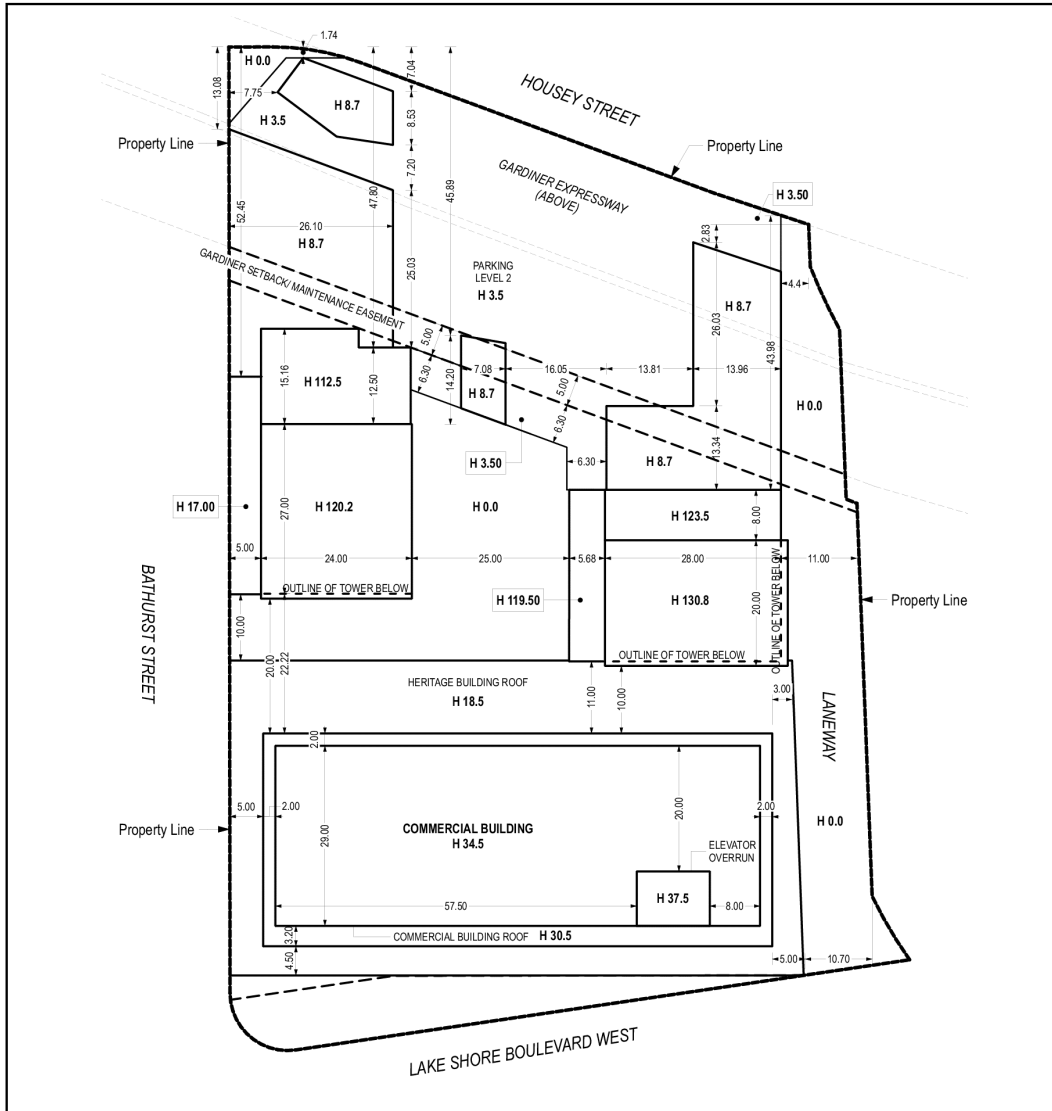 1.74
H 0.0
13.08
7.75
H 8.7
H 3.5
7.04
8.53
7.20
HOUSEY STREET
Property Line
Property Line
GARDINER EXPRESSWAY
(ABOVE)
H 3.50
2.83
4.4
52.45
47.80
45.89
26.10
H 8.7
25.03
GARDINER SETBACK/ MAINTENANCE EASEMENT
PARKING
LEVEL 2
H 3.5
H 8.7
26.03
43.98
5.00
6.30
14.20
7.08
16.05
13.81
13.96
H 8.7
5.00
6.30
15.16
H 112.5
12.50
H 0.0
H 3.50
6.30
H 8.7
13.34
H 17.00
27.00
H 120.2
H 0.0
H 123.5
8.00
5.00
24.00
25.00
5.68
28.00
11.00
OUTLINE OF TOWER BELOW
H 119.50
H 130.8
20.00
OUTLINE OF TOWER BELOW
Property Line
BATHURST STREET
10.00
20.00
22.22
OUTLINE OF TOWER BELOW
HERITAGE BUILDING ROOF
H 18.5
11.00
10.00
3.00
LANEWAY
2.00
5.00
2.00
Property Line
29.00
COMMERCIAL BUILDING
H 34.5
20.00
2.00
H 0.0
ELEVATOR
OVERRUN
H 37.5
57.50
8.00
3.20
COMMERCIAL BUILDING ROOF H 30.5
4.50
5.00
10.70
LAKE SHORE BOULEVARD WEST